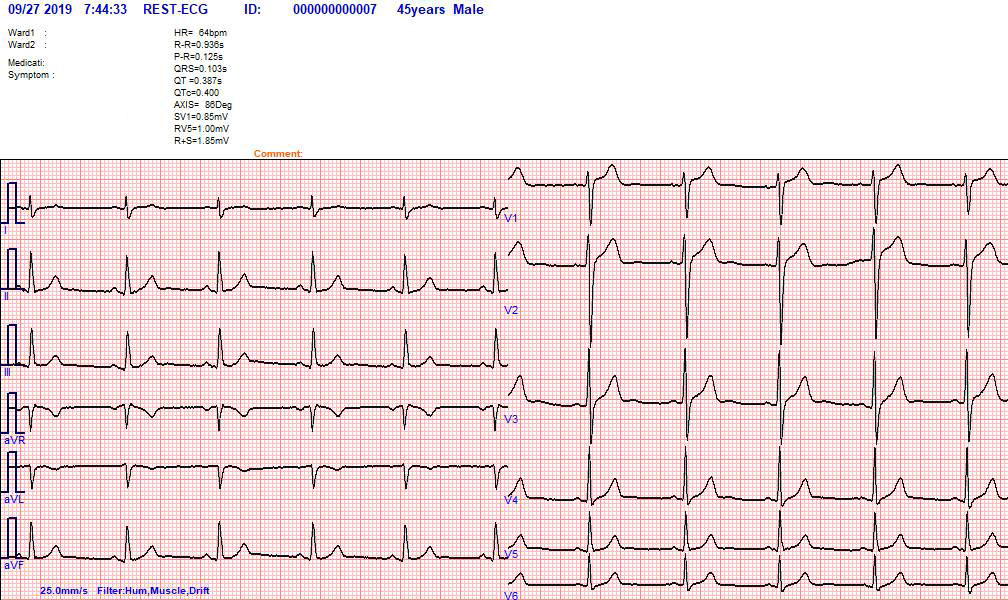 09/27 2019 7:44:33 REST-ECG ID: 000000000007 45years Male
Ward1 :
Ward2 :
Medicati:
Symptom :
HR= 64bpm
R-R=0.936s
P-R=0.125s
QRS=0.103s
QT =0.387s
QTc=0.400
AXIS= 86Deg
SV1=0.85mV
RV5=1.00mV
R+S=1.85mV
Comment:
I
II
III
aVR
aVL
aVF
V1
V2
V3
V4
V5
V6
25.0mm/s Filter:Hum,Muscle,Drift